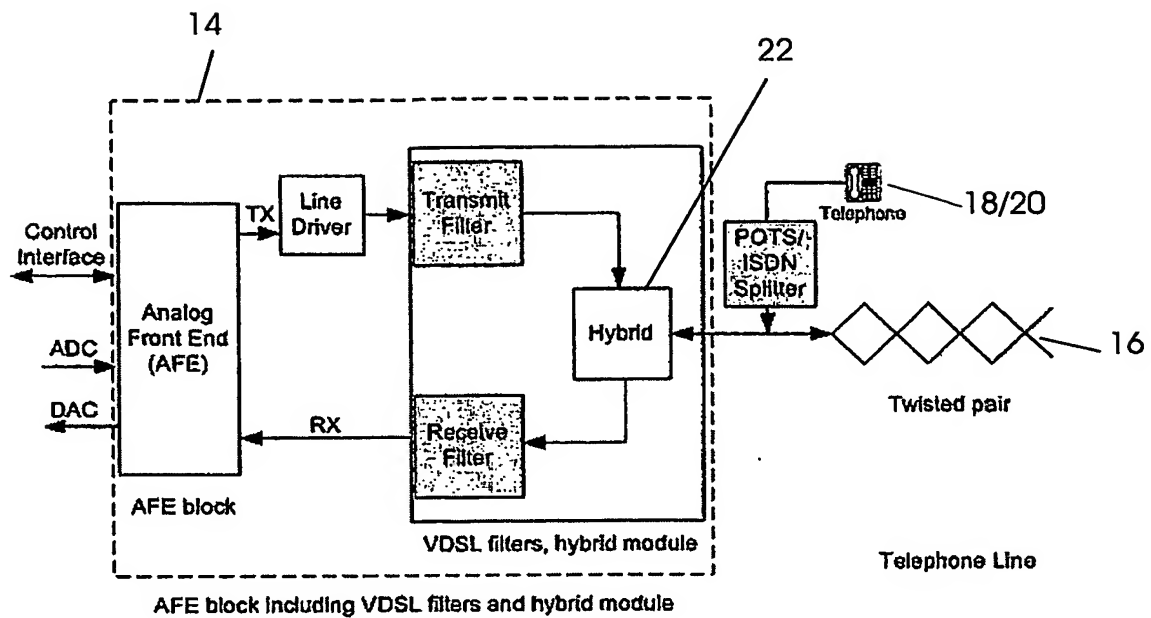 14
22
18/20
Telephone
Line
Driver
TX
Transmit
Filter
POTS/
ISDN
Splitter
Control
Interface
Analog
Front End
(AFE)
Hybrid
16
ADC
DAC
RX
Receive
Filter
Twisted pair
AFE block
VDSL filters, hybrid module
Telephone Line
AFE block including VDSL filters and hybrid module